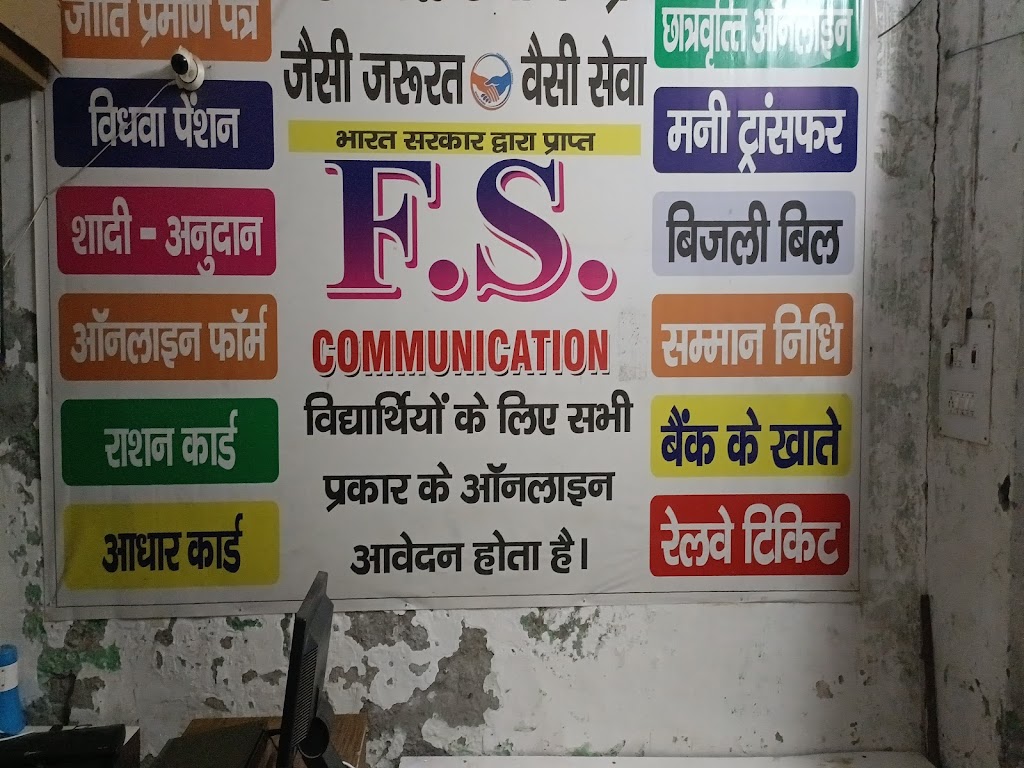 जाति प्रमाण पत्र
विधवा पेंशन
शादी - अनुदान
ऑनलाइन फॉर्म
राशन कार्ड
आधार कार्ड
जैसी जरूरत वैसी सेवा
भारत सरकार द्वारा प्राप्त
F.S.
COMMUNICATION
विद्यार्थियों के लिए सभी
प्रकार के ऑनलाइन
आवेदन होता है।
छात्रवृत्ति ऑनलाइन
मनी ट्रांसफर
बिजली बिल
सम्मान निधि
बैंक के खाते
रेलवे टिकिट